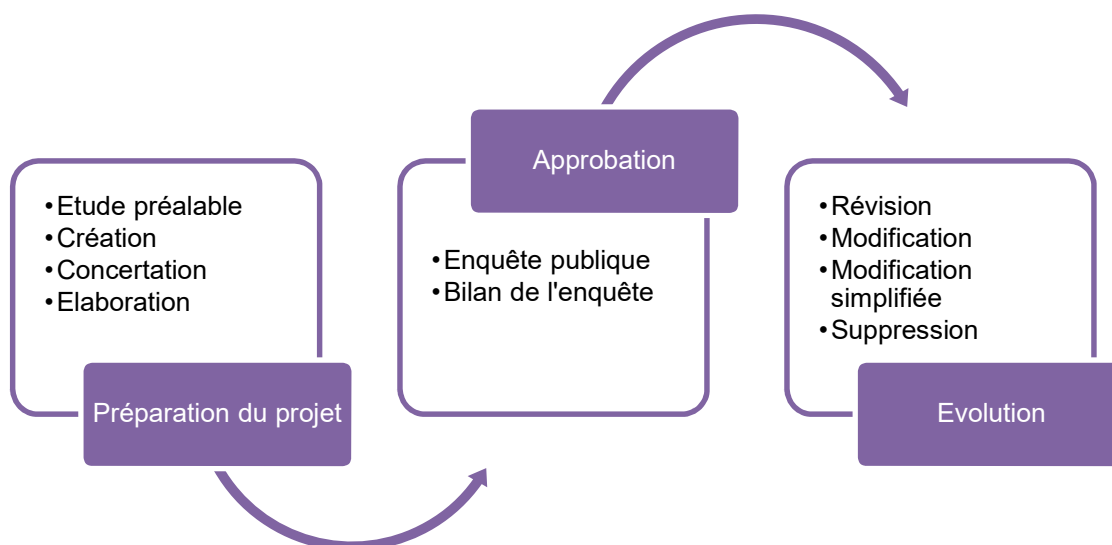 •Etude préalable
•Création
•Concertation
•Elaboration
Préparation du projet
Approbation
•Enquête publique
•Bilan de l'enquête
•Révision
•Modification
•Modification
simplifiée
•Suppression
Evolution